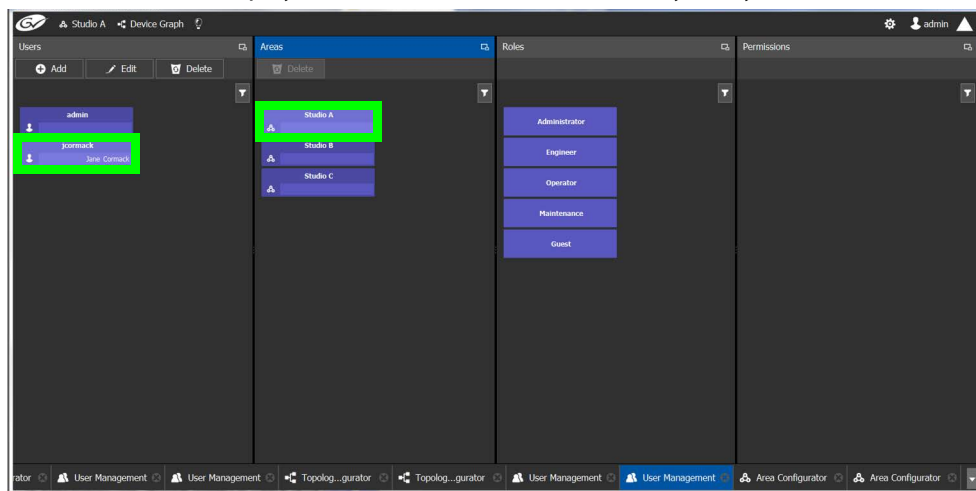 GV Studio A Device Graph admin
Users Areas Roles Permissions
Add Edit Delete Delete
admin
jcormack
Jane Cormack
Studio A
Studio B
Studio C
Administrator
Engineer
Operator
Maintenance
Guest
rator User Management User Management Topolog...gurator Topolog...gurator User Management User Management Area Configurator Area Configurator